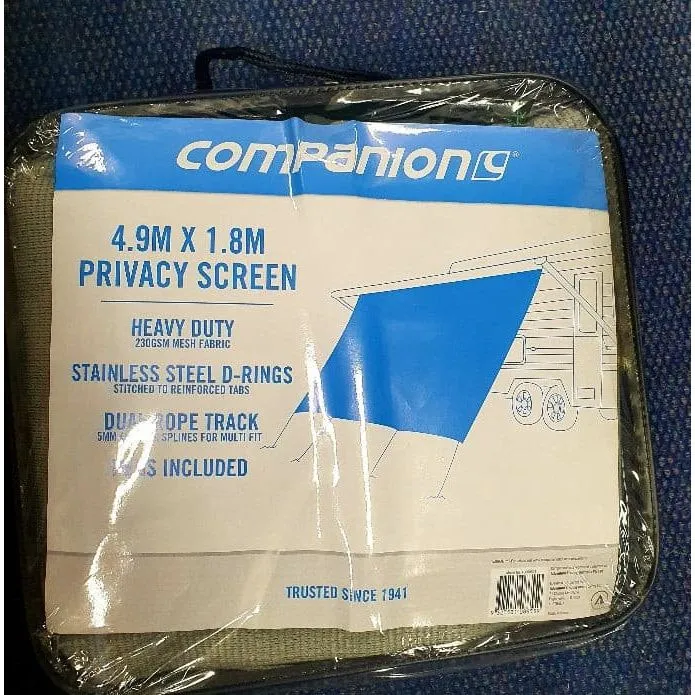 companion
4.9M X 1.8M
PRIVACY SCREEN
HEAVY DUTY
230GSM MESH FABRIC
STAINLESS STEEL D-RINGS
STITCHED TO REINFORCED TABS
DUAL ROPE TRACK
5MM SPLINES FOR MULTI FIT
INCLUDED
TRUSTED SINCE 1941